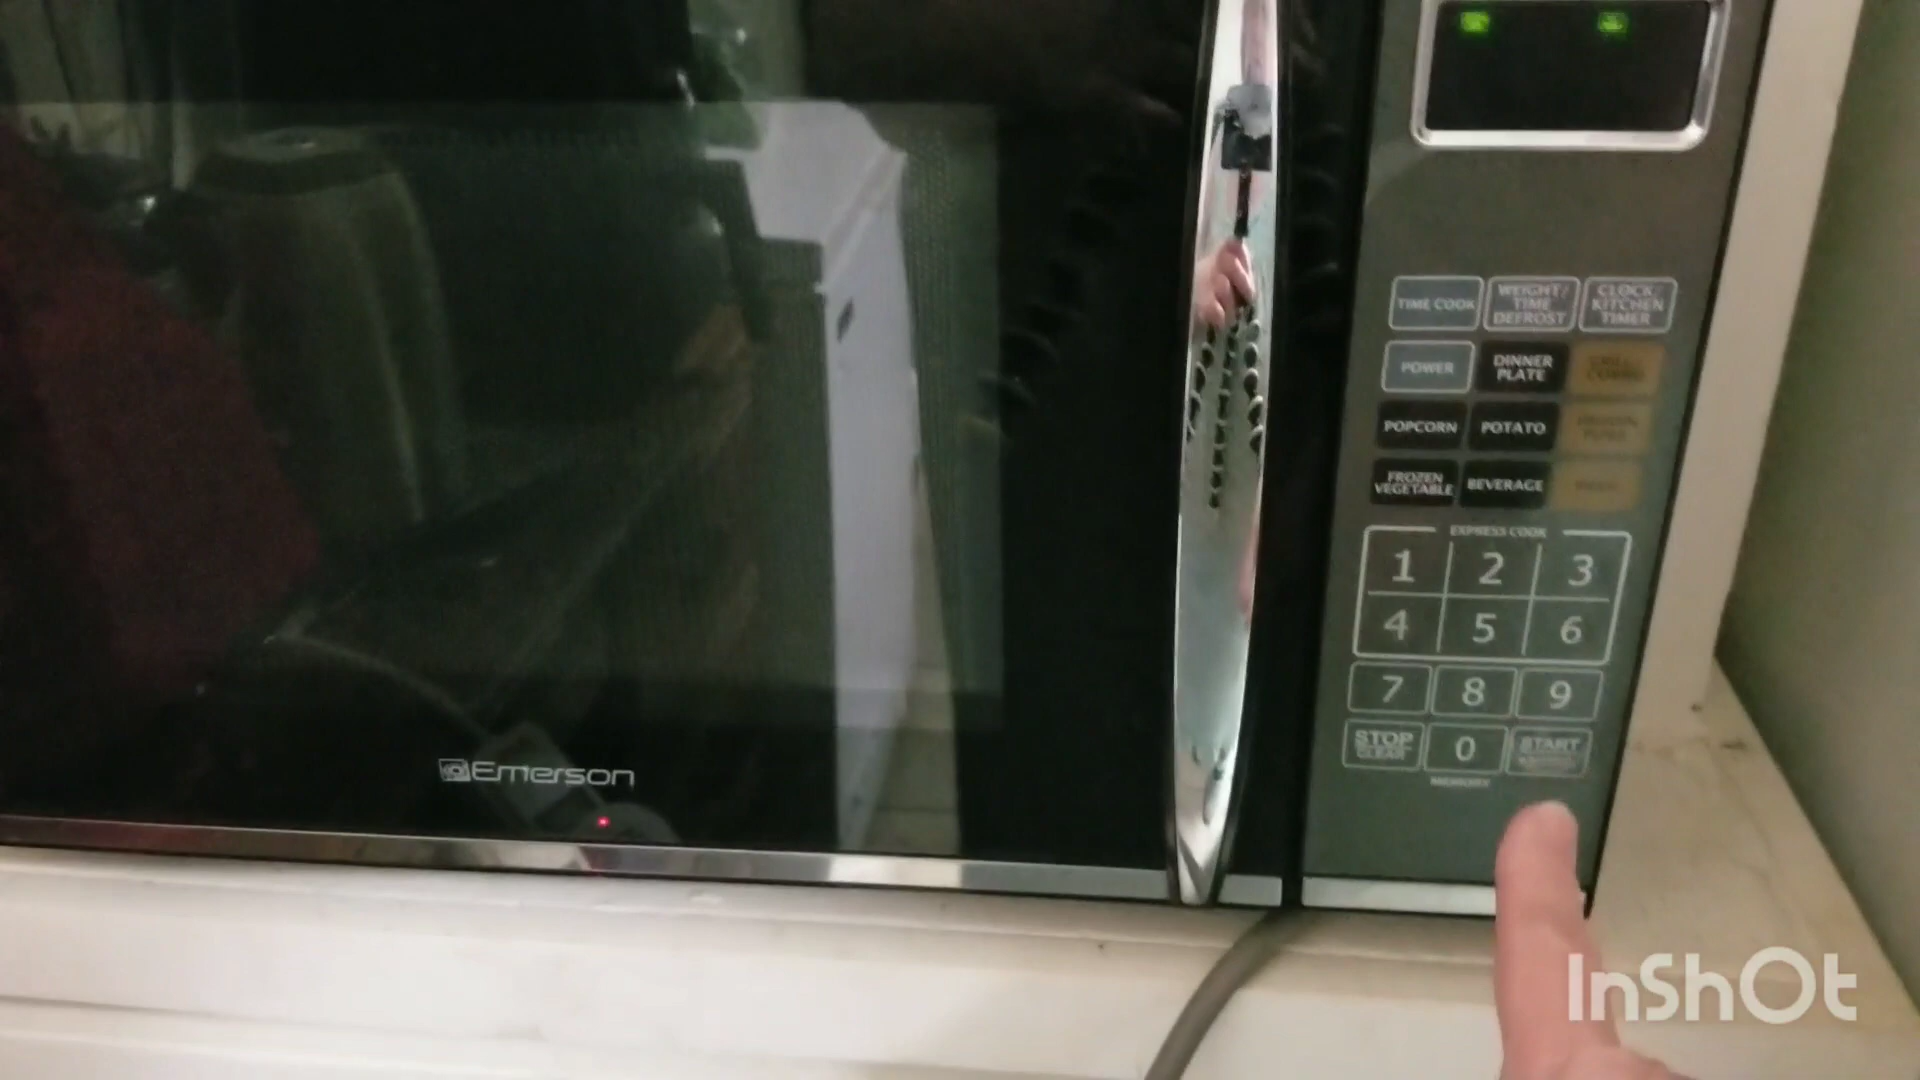 TIME COOK
WEIGHT/
TIME
DEFROST
CLOCK
KITCHEN
TIMER
POWER
DINNER
PLATE
POPCORN
POTATO
FROZEN
VEGETABLE
BEVERAGE
EXPRESS COOK
1
2
3
4
5
6
7
8
9
STOP
CLEAR
0
START
MEMORY
Emerson
InShOt